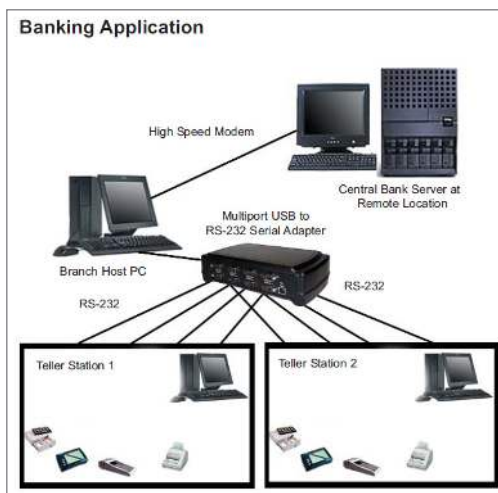 Banking Application
High Speed Modem
Central Bank Server at
Remote Location
Multiport USB to
RS-232 Serial Adapter
Branch Host PC
RS-232
RS-232
Teller Station 1
Teller Station 2